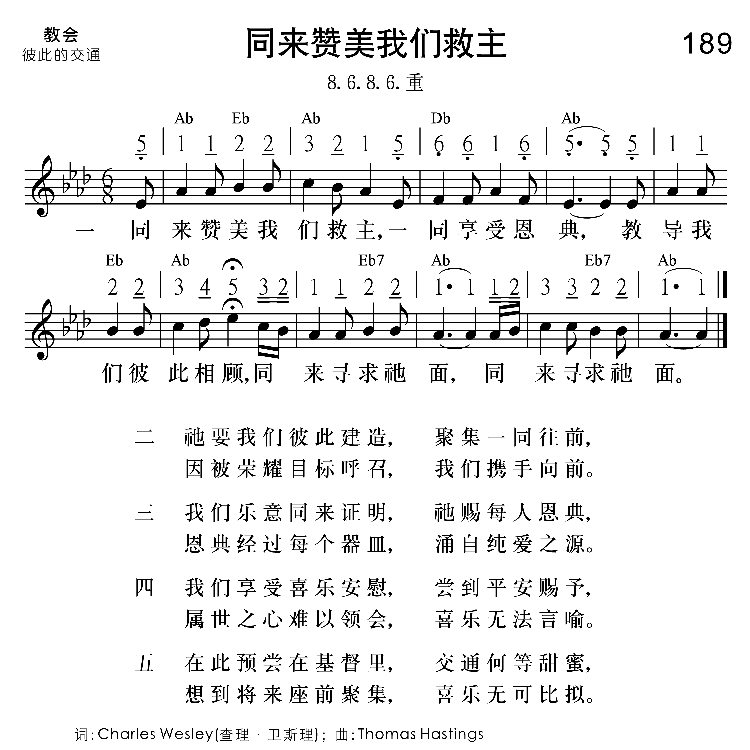 教会
彼此的交通
同来赞美我们救主
189
8.6.8.6.重
Ab Eb Ab Db Ab
5 1 1 2 2 3 2 1 5 6 6 1 6 5· 5 5 1 1
一 同来赞美我们救主,一同享受恩典, 教导我
Eb Ab Eb7 Ab Eb7 Ab
2 2 3 4 5 3 2 1 1 2 2 1· 1 1 2 3 3 2 2 1· 1
们彼此相顾,同来寻求祂面, 同来寻求祂面。
二 祂要我们彼此建造, 聚集一同往前,
因被荣耀目标呼召, 我们携手向前。
三 我们乐意同来证明, 祂赐每人恩典,
恩典经过每个器皿, 涌自纯爱之源。
四 我们享受喜乐安慰, 尝到平安赐予,
属世之心难以领会, 喜乐无法言喻。
五 在此预尝在基督里, 交通何等甜蜜,
想到将来座前聚集, 喜乐无可比拟。
词: Charles Wesley(查理·卫斯理); 曲: Thomas Hastings